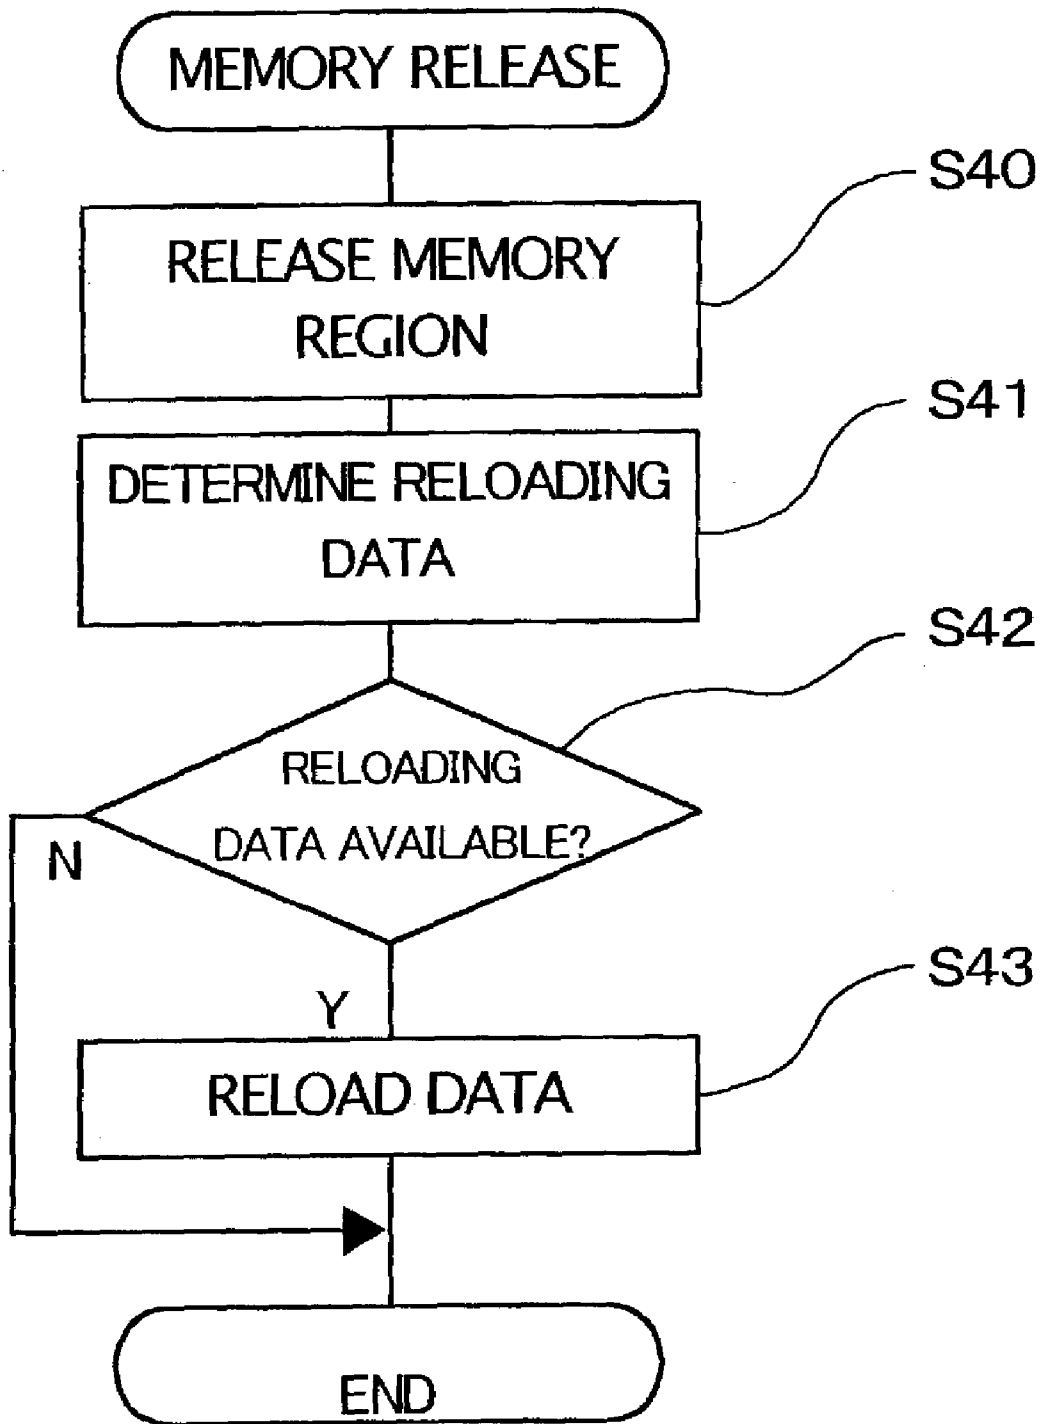 MEMORY RELEASE
S40
RELEASE MEMORY
REGION
S41
DETERMINE RELOADING
DATA
S42
RELOADING
DATA AVAILABLE?
N
Y
S43
RELOAD DATA
END